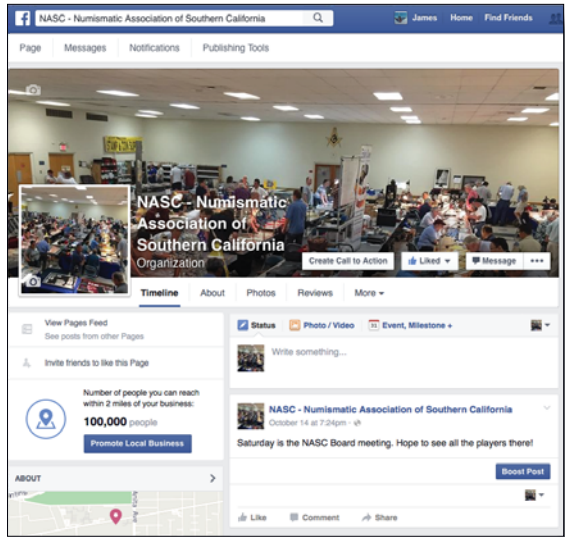 NASC - Numismatic Association of Southern California
James Home Find Friends
Page Messages Notifications Publishing Tools
NASC - Numismatic
Association of
Southern California
Organization
Create Call to Action Liked Message
Timeline About Photos Reviews More
View Pages Feed
See posts from other Pages
Invite friends to like this Page
Number of people you can reach
within 2 miles of your business:
100,000 people
Promote Local Business
ABOUT
Status Photo / Video 31 Event, Milestone +
Write something...
NASC - Numismatic Association of Southern California
October 14 at 7:24pm
Saturday is the NASC Board meeting. Hope to see all the players there!
Boost Post
Like Comment Share